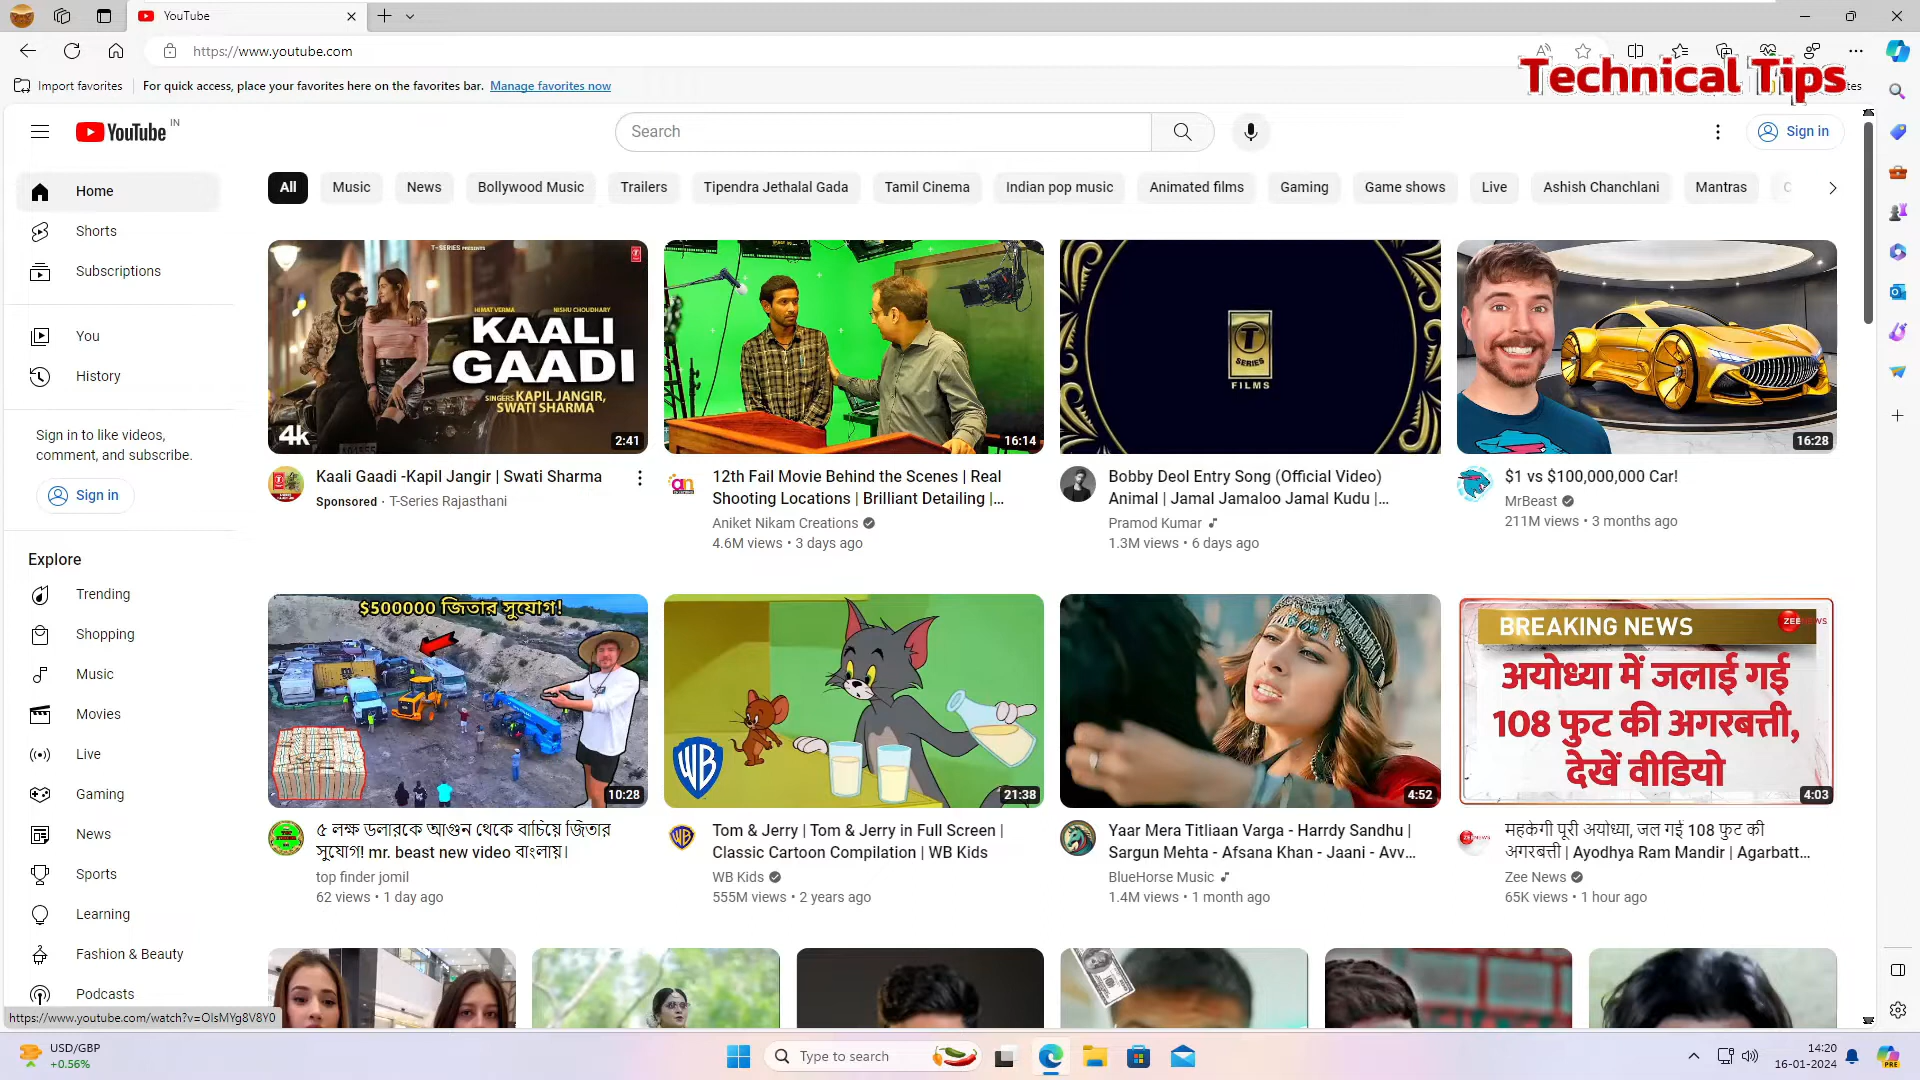 YouTube
https://www.youtube.com
Technical Tips
Import favorites
For quick access, place your favorites here on the favorites bar. Manage favorites now
YouTube IN
Search
Sign in
Home
Shorts
Subscriptions
You
History
Sign in to like videos,
comment, and subscribe.
Sign in
Explore
Trending
Shopping
Music
Movies
Live
Gaming
News
Sports
Learning
Fashion & Beauty
Podcasts
https://www.youtube.com/watch?v=OIsMYg8V8Y0
All Music News Bollywood Music Trailers Tipendra Jethalal Gada Tamil Cinema Indian pop music Animated films Gaming Game shows Live Ashish Chanchlani Mantras
T-SERIES PRESENTS
HIMAT VERMA NISHU CHOUDHARY
KAALI
GAADI
SINGERS KAPIL JANGIR,
SWATI SHARMA
4k
2:41
Kaali Gaadi -Kapil Jangir | Swati Sharma
Sponsored · T-Series Rajasthani
16:14
an
12th Fail Movie Behind the Scenes | Real
Shooting Locations | Brilliant Detailing |...
Aniket Nikam Creations
4.6M views • 3 days ago
T
SERIES
FILMS
Bobby Deol Entry Song (Official Video)
Animal | Jamal Jamaloo Jamal Kudu |...
Pramod Kumar
1.3M views • 6 days ago
16:28
$1 vs $100,000,000 Car!
MrBeast
211M views • 3 months ago
$500000 জিতার সুযোগ!
10:28
৫ লক্ষ ডলারকে আগুন থেকে বাচিয়ে জিতার
সুযোগ! mr. beast new video বাংলায়।
top finder jomil
62 views • 1 day ago
WB
21:38
Tom & Jerry | Tom & Jerry in Full Screen |
Classic Cartoon Compilation | WB Kids
WB Kids
555M views • 2 years ago
4:52
Yaar Mera Titliaan Varga - Harrdy Sandhu |
Sargun Mehta - Afsana Khan - Jaani - Avv...
BlueHorse Music
1.4M views • 1 month ago
BREAKING NEWS
ZEE NEWS
अयोध्या में जलाई गई
108 फुट की अगरबत्ती,
देखें वीडियो
4:03
महकेगी पूरी अयोध्या, जल गई 108 फुट की
अगरबत्ती | Ayodhya Ram Mandir | Agarbatt...
Zee News
65K views • 1 hour ago
USD/GBP
+0.56%
Type to search
14:20
16-01-2024